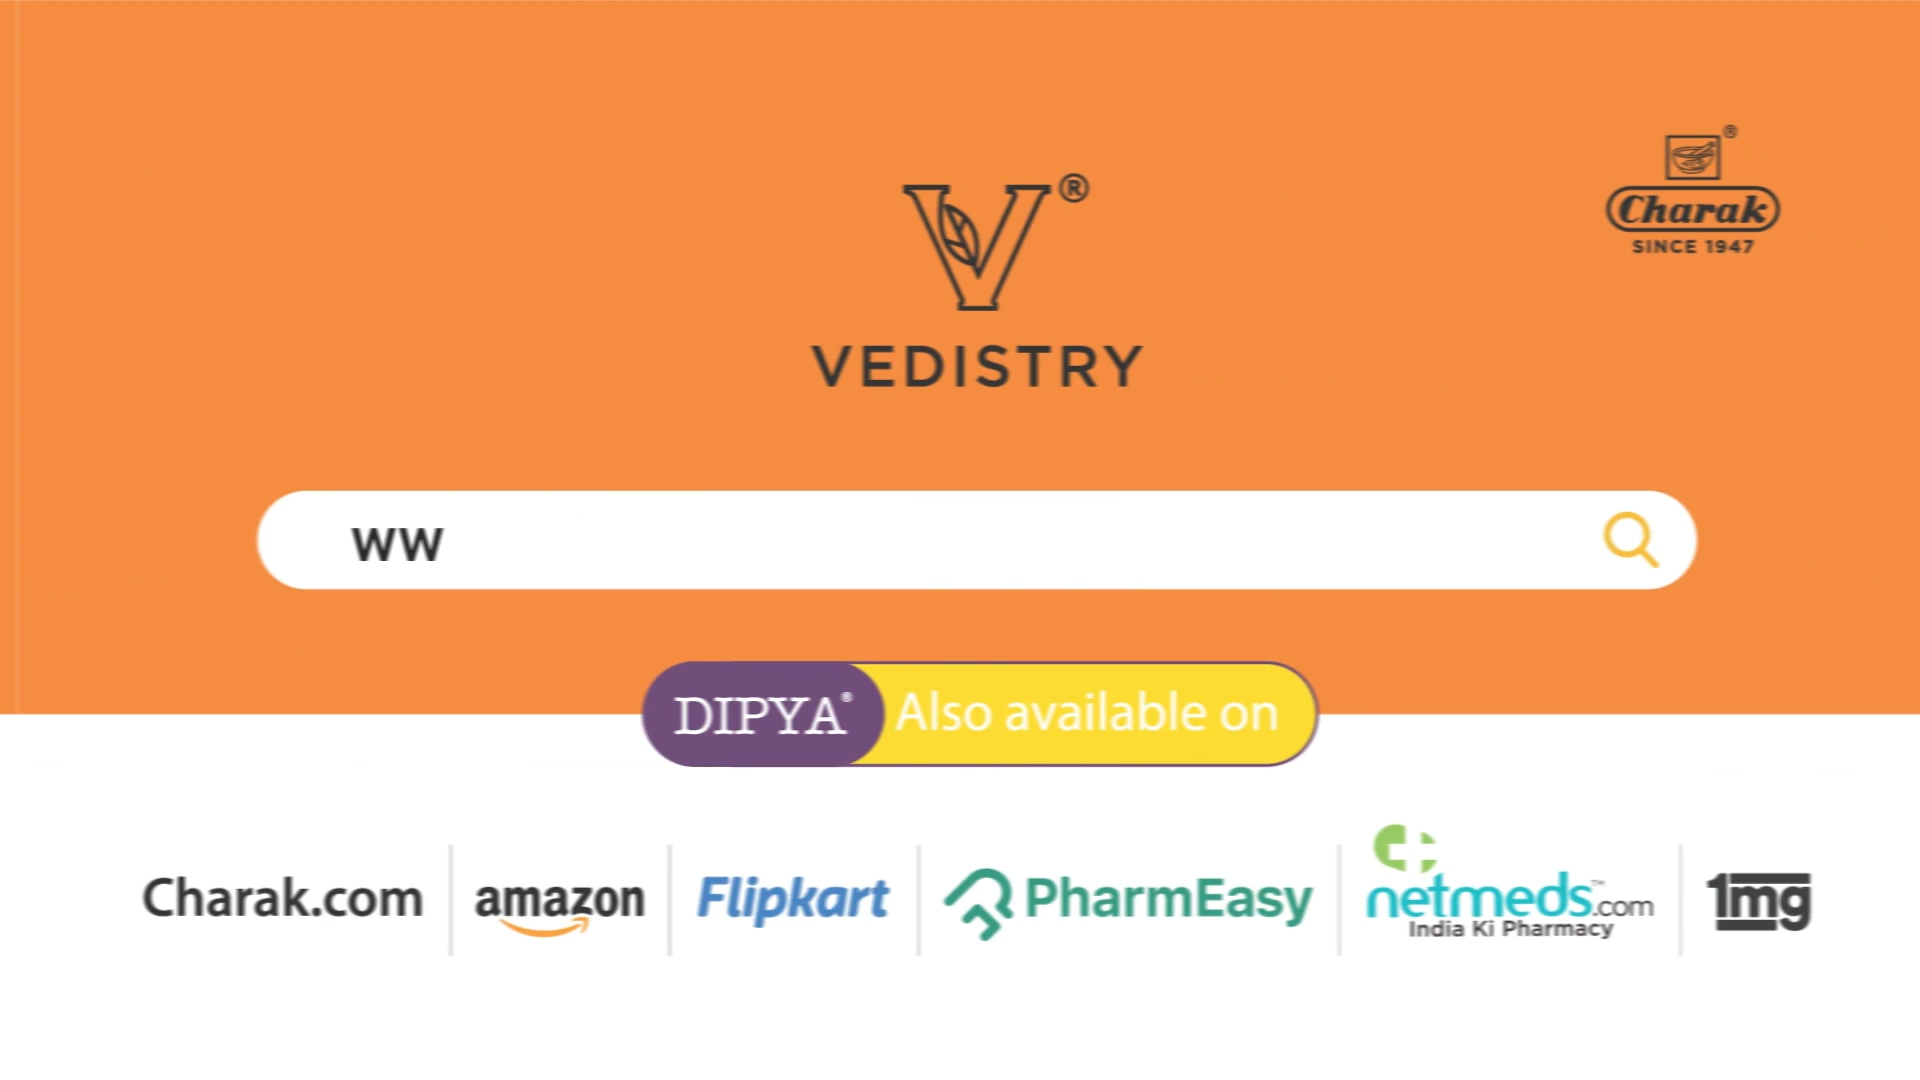 ®
Charak
SINCE 1947
V®
VEDISTRY
ww
DIPYA® Also available on
Charak.com
amazon
Flipkart
PharmEasy
netmeds™.com
India Ki Pharmacy
1mg